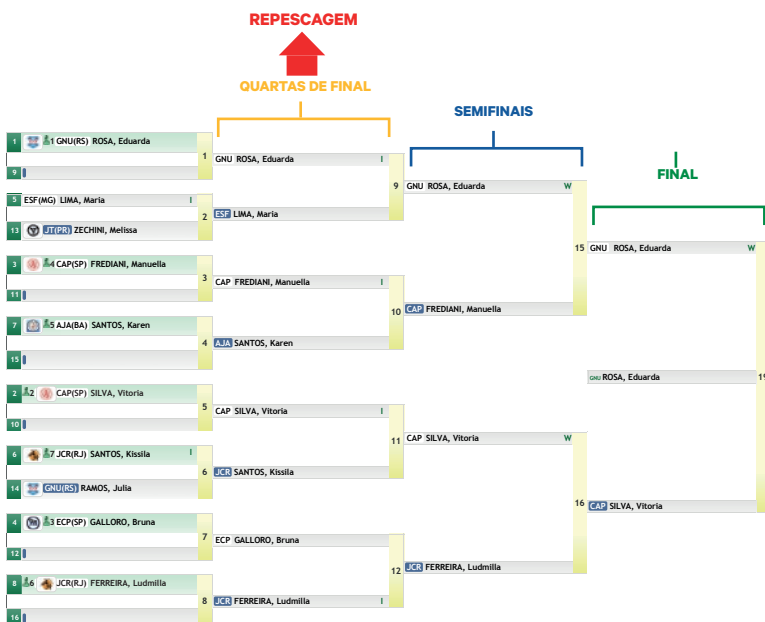 REPESCAGEM
QUARTAS DE FINAL
SEMIFINAIS
FINAL
1 1 GNU(RS) ROSA, Eduarda
9
1
5 ESF(MG) LIMA, Maria I
13 JT(PR) ZECHINI, Melissa
2
3 4 CAP(SP) FREDIANI, Manuella
11
3
7 5 AJA(BA) SANTOS, Karen
15
4
2 2 CAP(SP) SILVA, Vitoria
10
5
6 7 JCR(RJ) SANTOS, Kissila I
14 GNU(RS) RAMOS, Julia
6
4 3 ECP(SP) GALLORO, Bruna
12
7
8 6 JCR(RJ) FERREIRA, Ludmilla
16
8
GNU ROSA, Eduarda I
ESF LIMA, Maria
9
CAP FREDIANI, Manuella I
AJA SANTOS, Karen
10
CAP SILVA, Vitoria I
JCR SANTOS, Kissila
11
ECP GALLORO, Bruna
JCR FERREIRA, Ludmilla I
12
GNU ROSA, Eduarda W
CAP FREDIANI, Manuella
15
CAP SILVA, Vitoria W
JCR FERREIRA, Ludmilla
16
GNU ROSA, Eduarda W
GNU ROSA, Eduarda
CAP SILVA, Vitoria